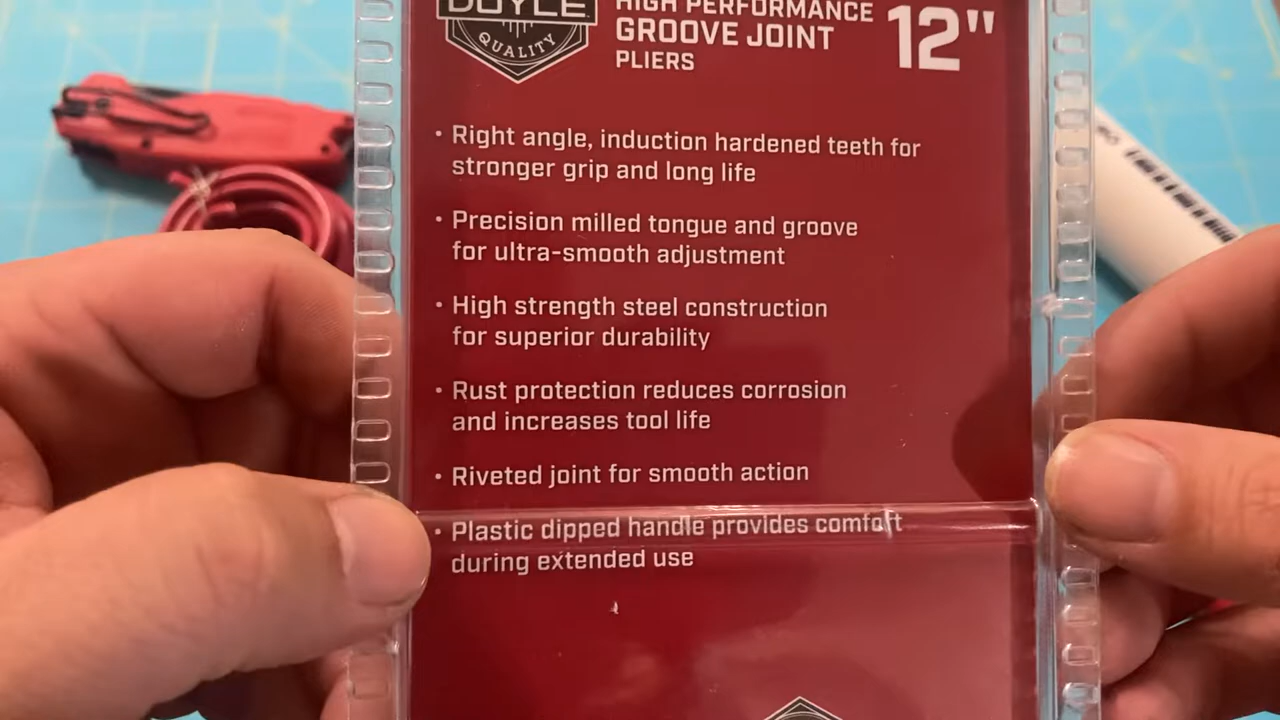 DOYLE
QUALITY
HIGH PERFORMANCE
GROOVE JOINT
PLIERS
12"
• Right angle, induction hardened teeth for
stronger grip and long life
• Precision milled tongue and groove
for ultra-smooth adjustment
• High strength steel construction
for superior durability
• Rust protection reduces corrosion
and increases tool life
• Riveted joint for smooth action
• Plastic dipped handle provides comfort
during extended use